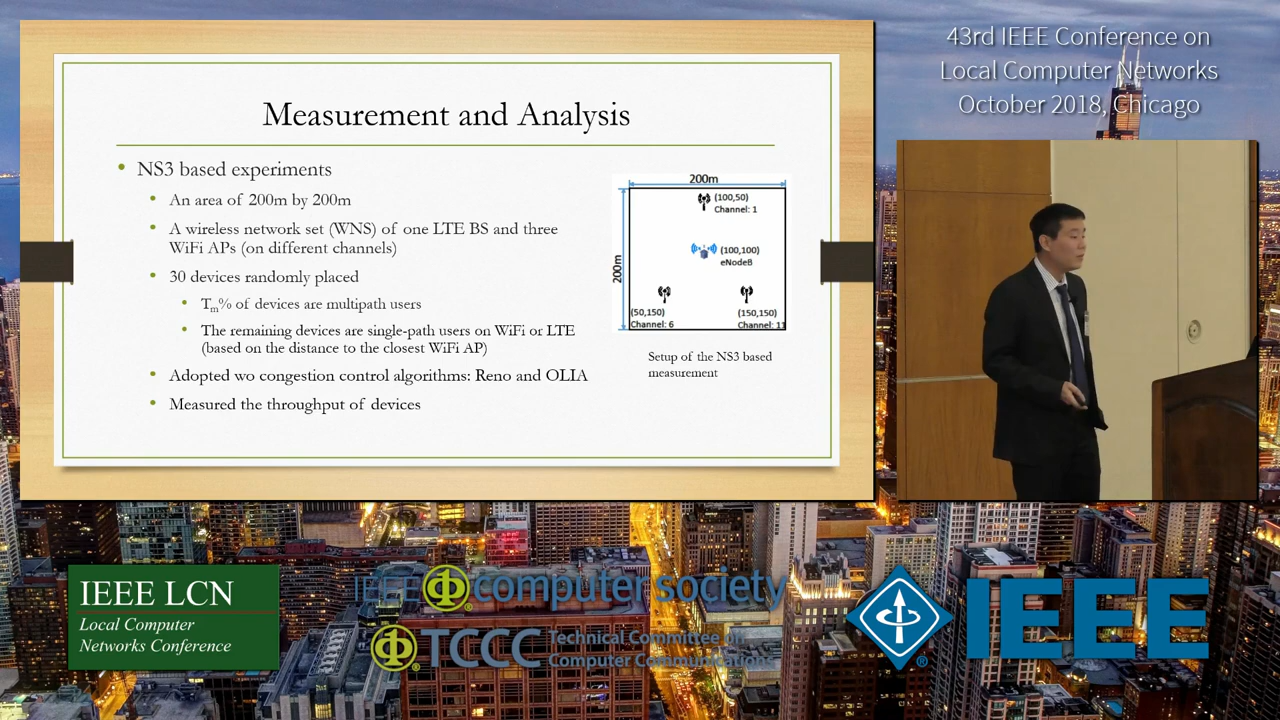 43rd IEEE Conference on
Local Computer Networks
October 2018, Chicago
Measurement and Analysis
• NS3 based experiments
• An area of 200m by 200m
• A wireless network set (WNS) of one LTE BS and three
WiFi APs (on different channels)
• 30 devices randomly placed
• Tm% of devices are multipath users
• The remaining devices are single-path users on WiFi or LTE
(based on the distance to the closest WiFi AP)
• Adopted wo congestion control algorithms: Reno and OLIA
• Measured the throughput of devices
200m
200m
(100,50)
Channel: 1
(100,100)
eNodeB
(50,150)
Channel: 6
(150,150)
Channel: 11
Setup of the NS3 based
measurement
IEEE LCN
Local Computer
Networks Conference
IEEE computer society
TCCC Technical Committee on
Computer Communications
IEEE